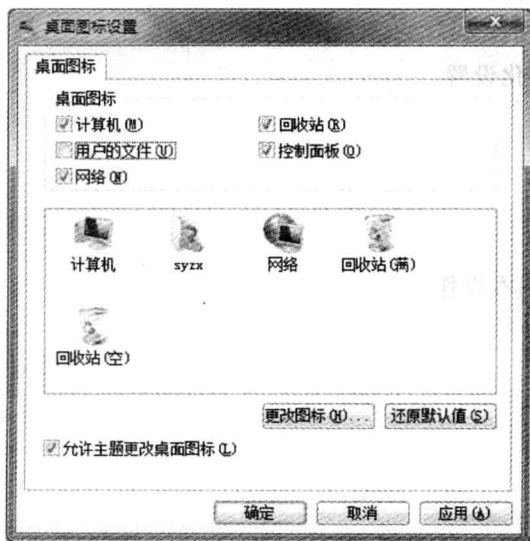 桌面图标设置
桌面图标
桌面图标
计算机(M) 回收站(R)
用户的文件(U) 控制面板(O)
网络(N)
计算机 syzx 网络 回收站(满)
回收站(空)
更改图标(H)... 还原默认值(S)
允许主题更改桌面图标(L)
确定 取消 应用(A)